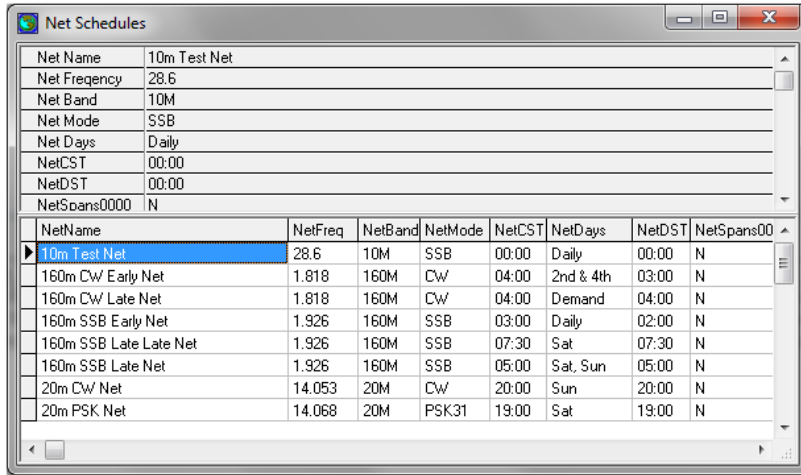 Net Schedules
Net Name 10m Test Net
Net Freqency 28.6
Net Band 10M
Net Mode SSB
Net Days Daily
NetCST 00:00
NetDST 00:00
NetSpans0000 N
NetName NetFreq NetBand NetMode NetCST NetDays NetDST NetSpans00
10m Test Net 28.6 10M SSB 00:00 Daily 00:00 N
160m CW Early Net 1.818 160M CW 04:00 2nd & 4th 03:00 N
160m CW Late Net 1.818 160M CW 04:00 Demand 04:00 N
160m SSB Early Net 1.926 160M SSB 03:00 Daily 02:00 N
160m SSB Late Late Net 1.926 160M SSB 07:30 Sat 07:30 N
160m SSB Late Net 1.926 160M SSB 05:00 Sat, Sun 05:00 N
20m CW Net 14.053 20M CW 20:00 Sun 20:00 N
20m PSK Net 14.068 20M PSK31 19:00 Sat 19:00 N